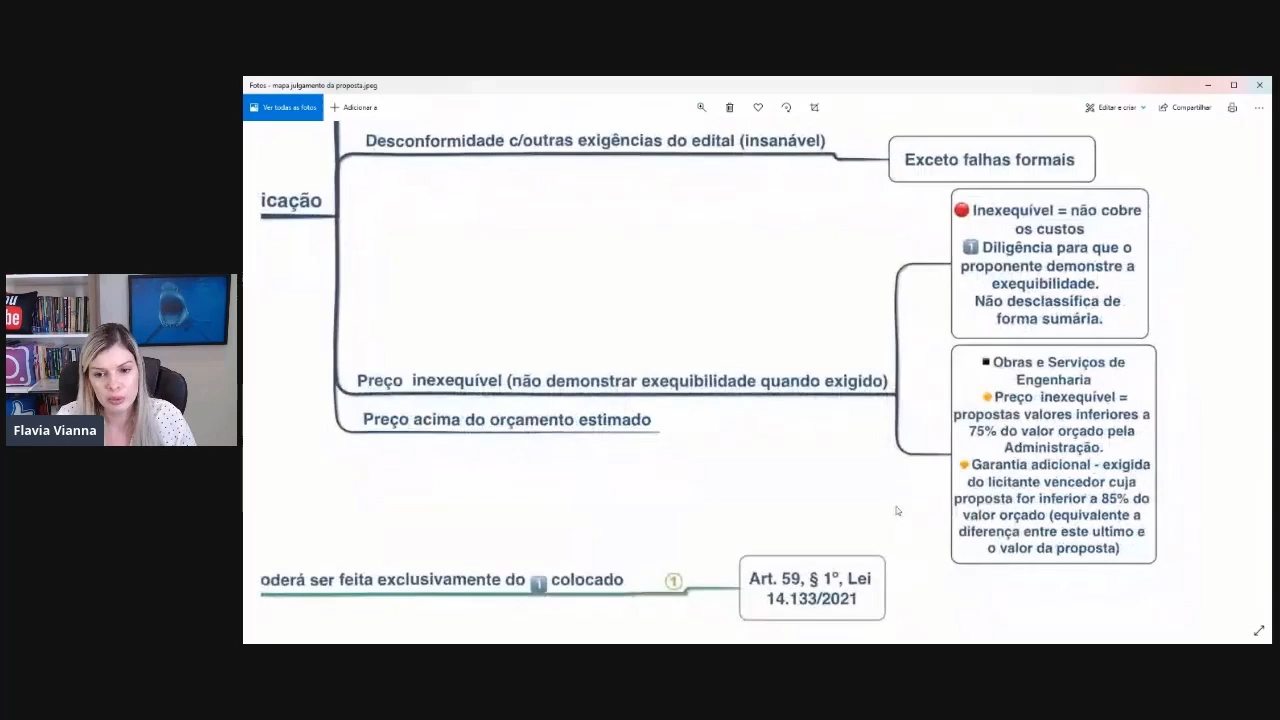 Fotos - mapa julgamento da proposta.jpeg
Ver todas as fotos
Adicionar a
Editar e criar
Compartilhar
Desconformidade c/outras exigências do edital (insanável)
Exceto falhas formais
icação
Inexequível = não cobre
os custos
1 Diligência para que o
proponente demonstre a
exequibilidade.
Não desclassifica de
forma sumária.
Preço inexequível (não demonstrar exequibilidade quando exigido)
Obras e Serviços de
Engenharia
Preço inexequível =
propostas valores inferiores a
75% do valor orçado pela
Administração.
Garantia adicional - exigida
do licitante vencedor cuja
proposta for inferior a 85% do
valor orçado (equivalente a
diferença entre este ultimo e
o valor da proposta)
Preço acima do orçamento estimado
oderá ser feita exclusivamente do 1 colocado
1
Art. 59, § 1º, Lei
14.133/2021
ou
be
Flavia Vianna